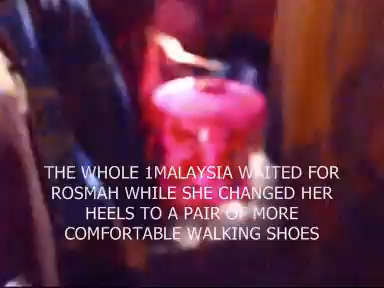 THE WHOLE 1MALAYSIA WAITED FOR
ROSMAH WHILE SHE CHANGED HER
HEELS TO A PAIR OF MORE
COMFORTABLE WALKING SHOES